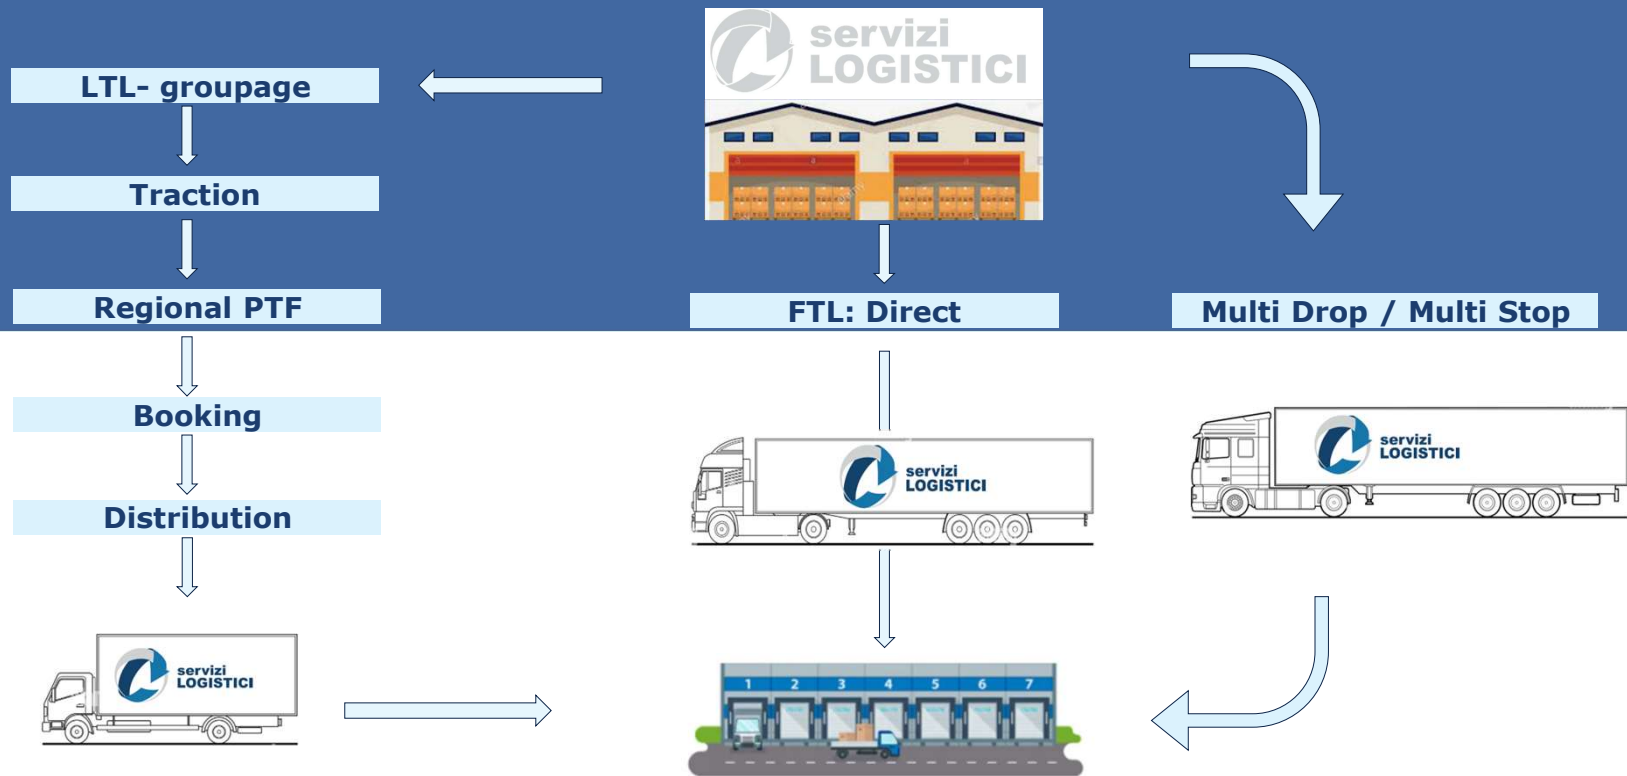 servizi
LOGISTICI
LTL- groupage
Traction
Regional PTF
FTL: Direct
Multi Drop / Multi Stop
Booking
servizi
LOGISTICI
servizi
LOGISTICI
Distribution
servizi
LOGISTICI
1 2 3 4 5 6 7